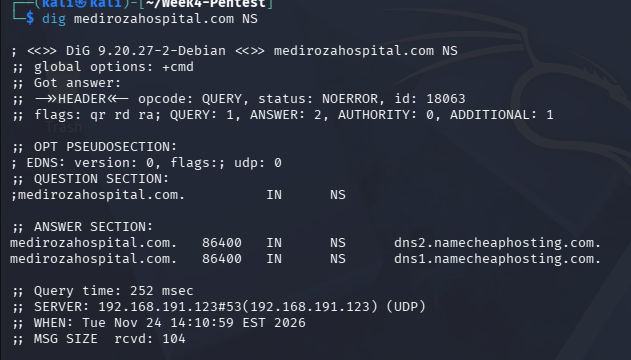 ┌──(kali㉿kali)-[~/Week4-Pentest]
└─$ dig medirozahospital.com NS
; <<>> DiG 9.20.27-2-Debian <<>> medirozahospital.com NS
;; global options: +cmd
;; Got answer:
;; ->>HEADER<<- opcode: QUERY, status: NOERROR, id: 18063
;; flags: qr rd ra; QUERY: 1, ANSWER: 2, AUTHORITY: 0, ADDITIONAL: 1
Trash
;; OPT PSEUDOSECTION:
; EDNS: version: 0, flags:; udp: 0
;; QUESTION SECTION:
;medirozahospital.com. IN NS
;; ANSWER SECTION:
medirozahospital.com. 86400 IN NS dns2.namecheaphosting.com.
medirozahospital.com. 86400 IN NS dns1.namecheaphosting.com.
;; Query time: 252 msec
;; SERVER: 192.168.191.123#53(192.168.191.123) (UDP)
;; WHEN: Tue Nov 24 14:10:59 EST 2026
;; MSG SIZE rcvd: 104